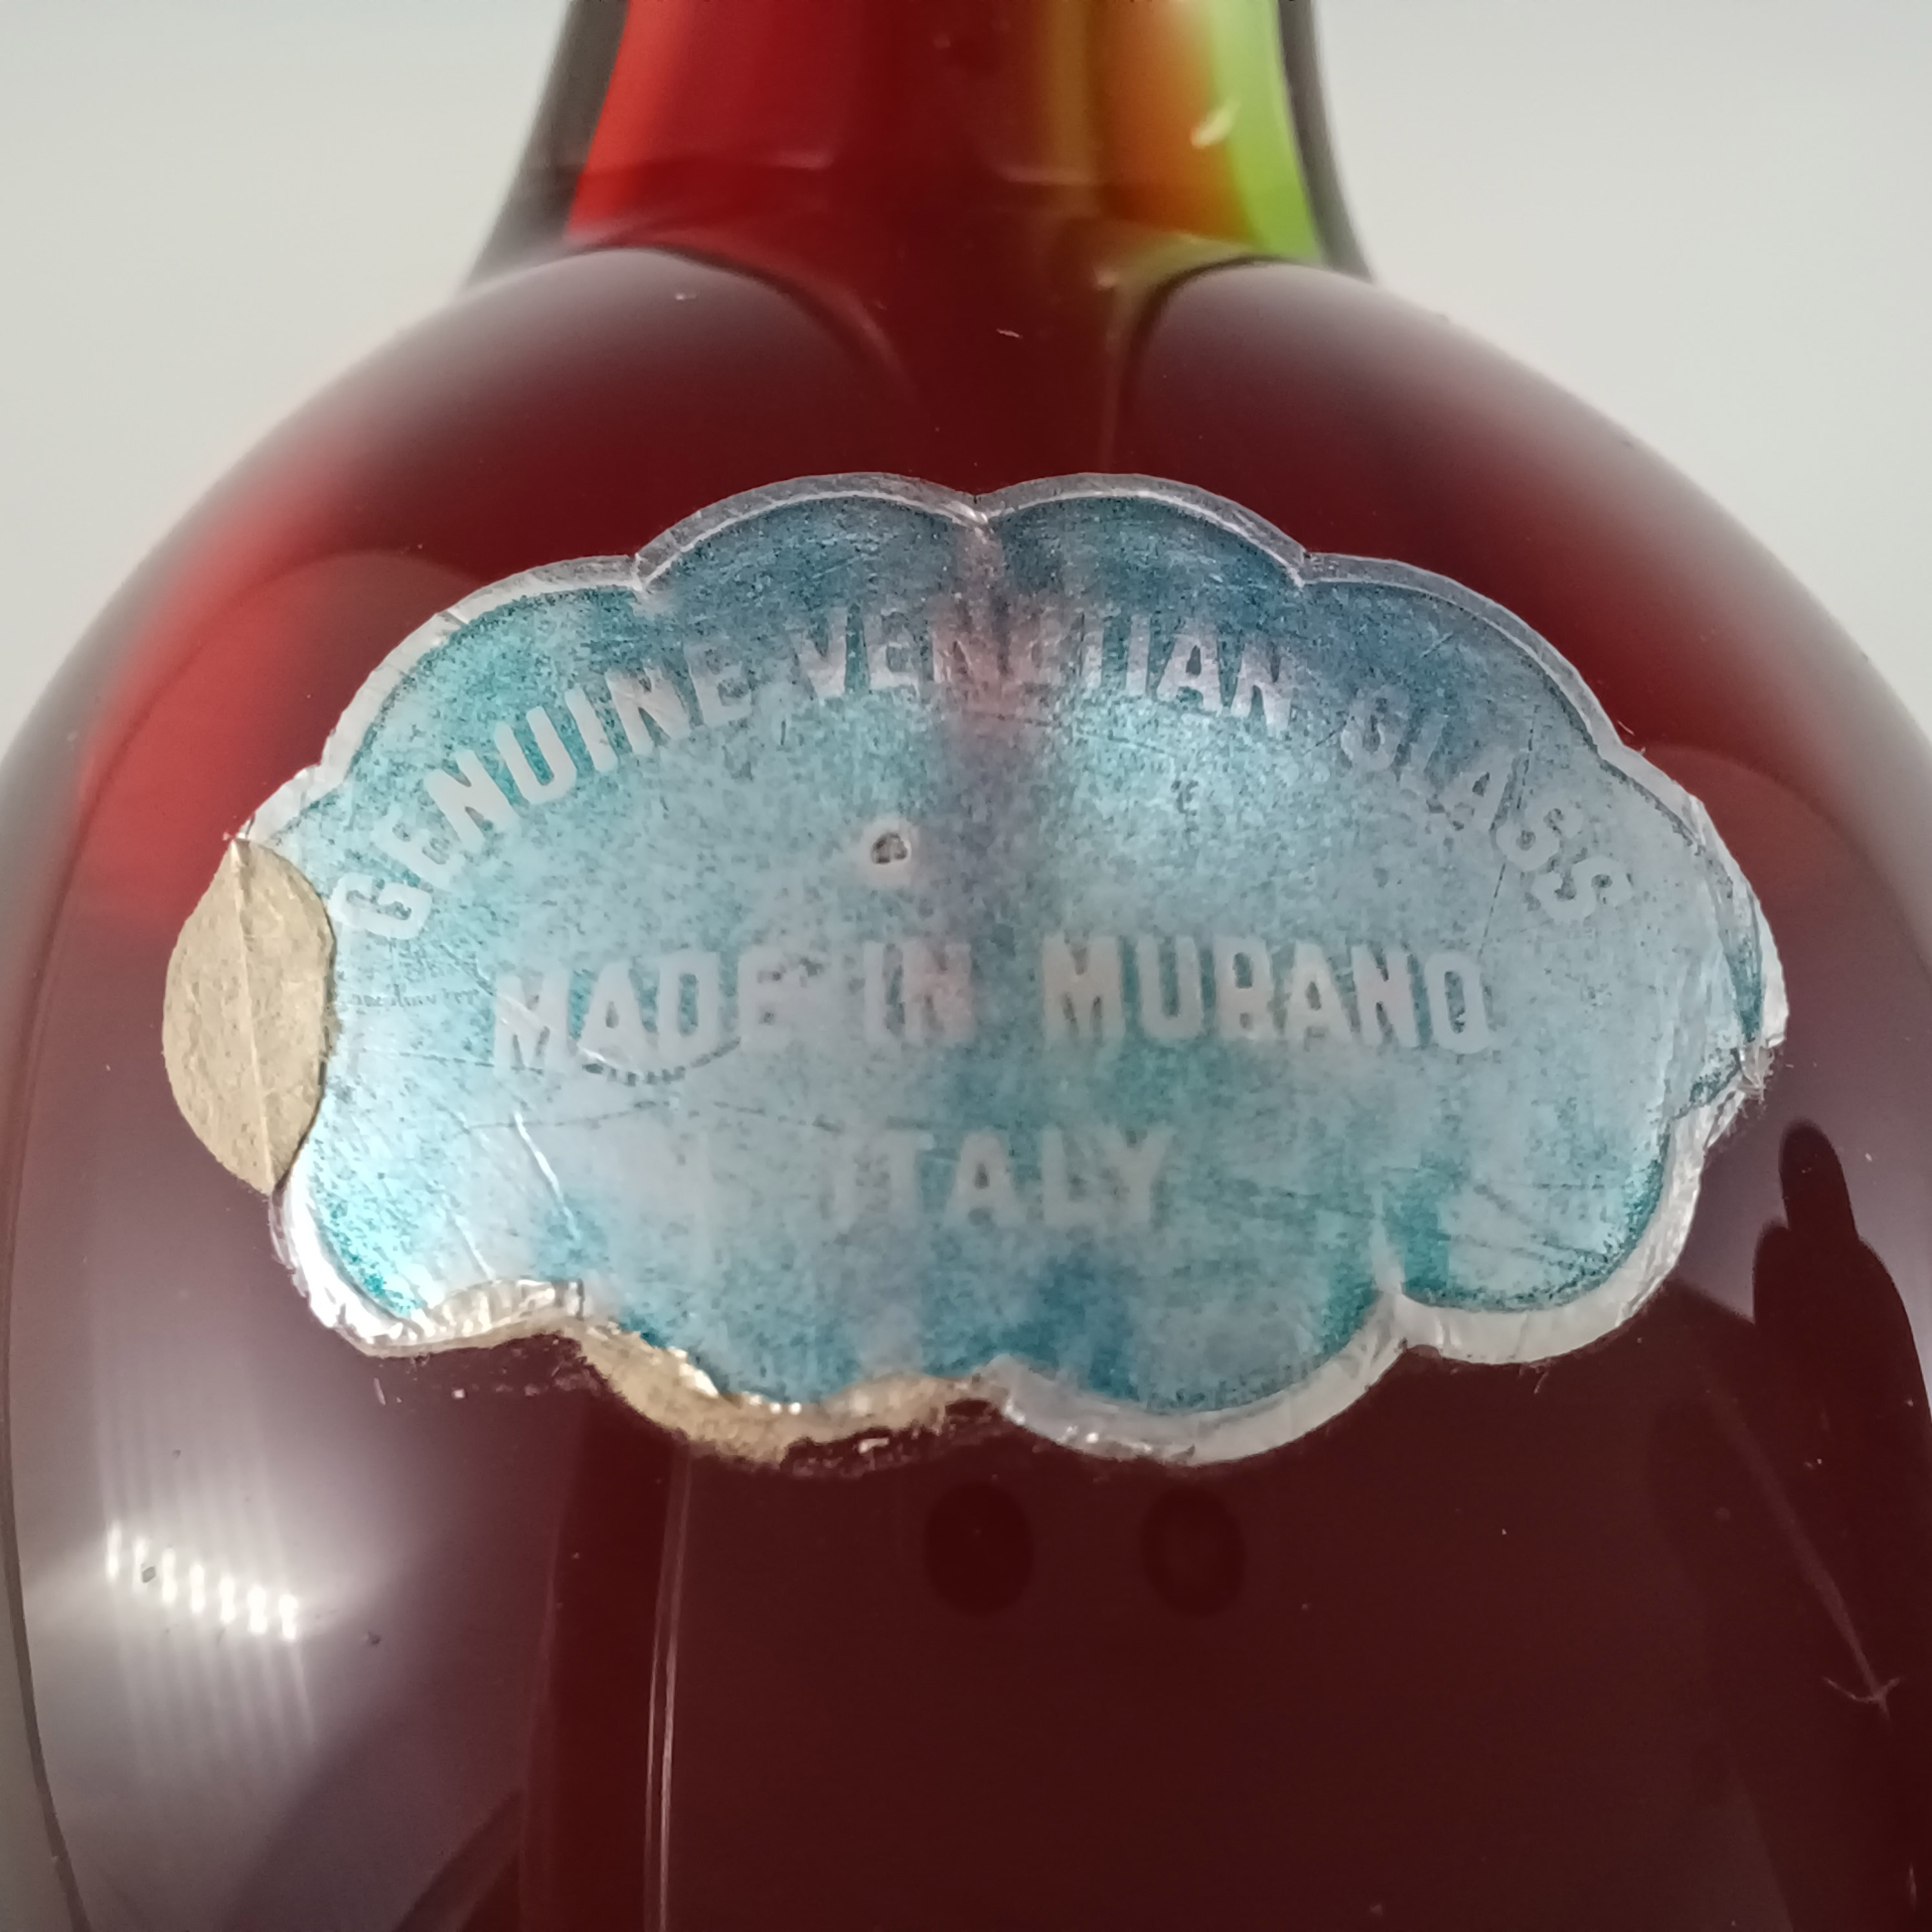 GENUINE VENETIAN GLASS
MADE IN MURANO
ITALY